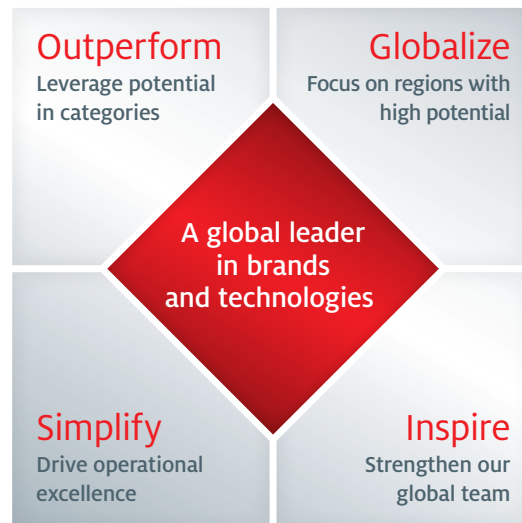 Outperform
Leverage potential
in categories
Globalize
Focus on regions with
high potential
A global leader
in brands
and technologies
Simplify
Drive operational
excellence
Inspire
Strengthen our
global team